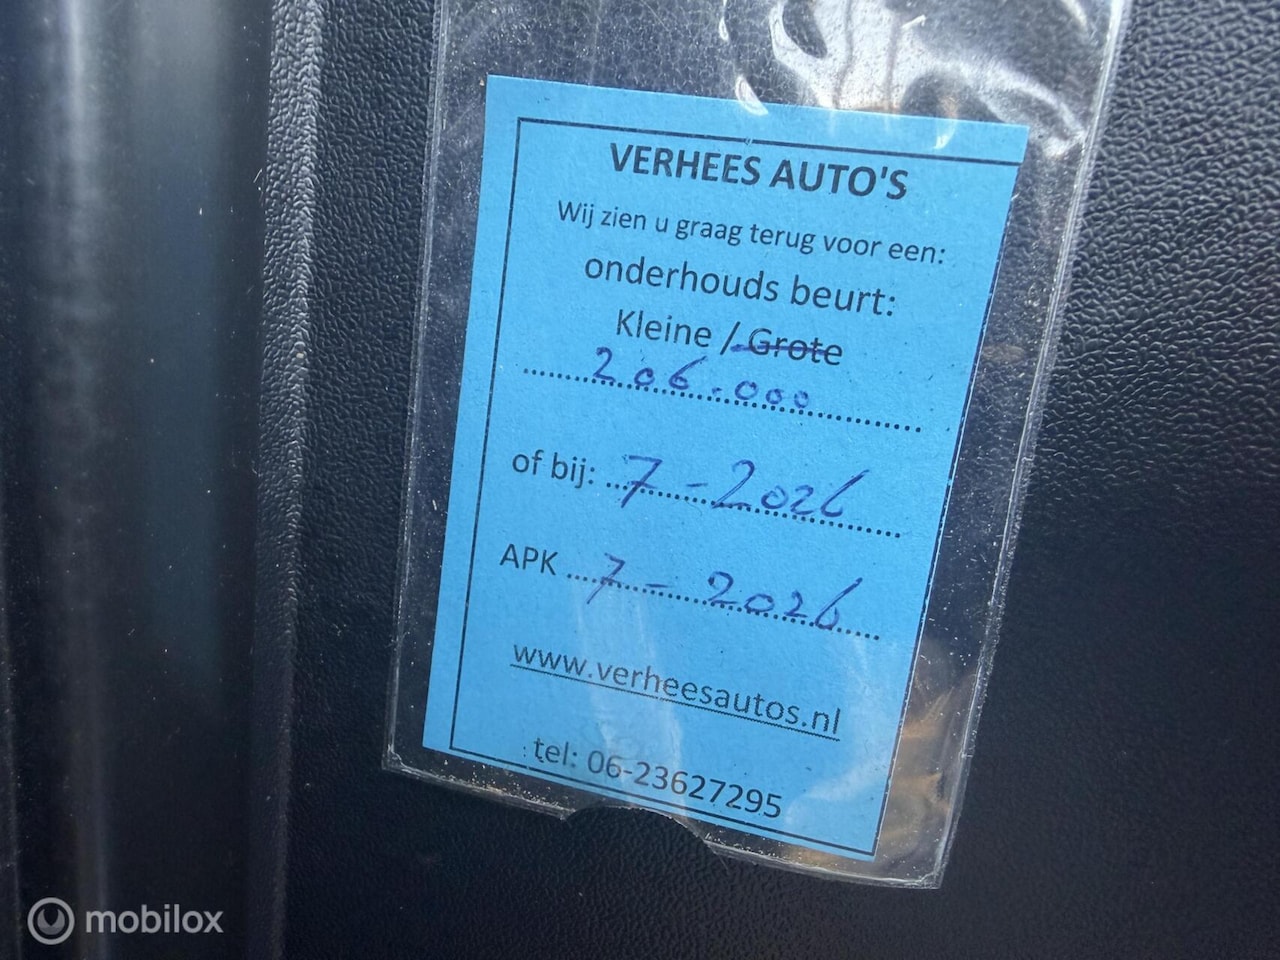 VERHEES AUTO'S
Wij zien u graag terug voor een:
onderhouds beurt:
Kleine / Grote
206.000
of bij: 7-2026
APK 7-2026
www.verheesautos.nl
tel: 06-23627295
mobilox